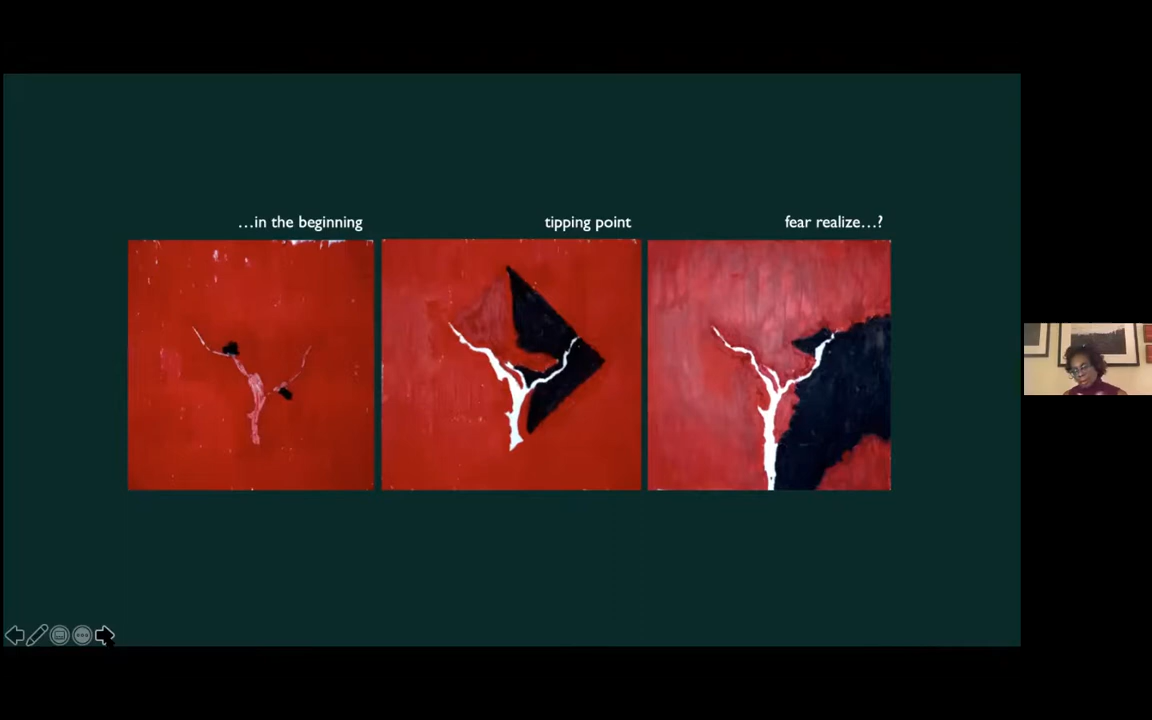 …in the beginning
tipping point
fear realize…?